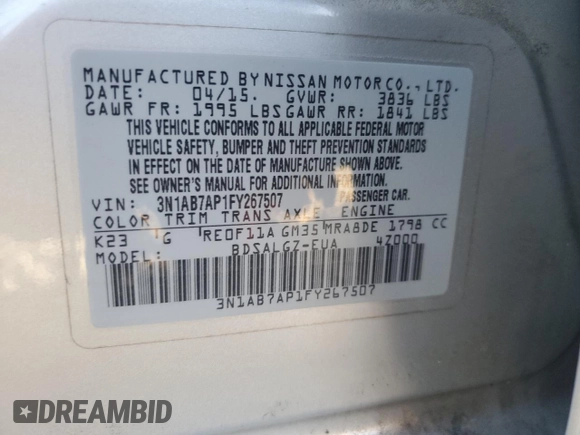 MANUFACTURED BY NISSAN MOTOR CO., LTD.
DATE: 04/15. GVWR: 3836 LBS
GAWR FR: 1995 LBS GAWR RR: 1841 LBS
THIS VEHICLE CONFORMS TO ALL APPLICABLE FEDERAL MOTOR
VEHICLE SAFETY, BUMPER AND THEFT PREVENTION STANDARDS
IN EFFECT ON THE DATE OF MANUFACTURE SHOWN ABOVE.
SEE OWNER'S MANUAL FOR ADDITIONAL INFORMATION.
VIN: 3N1AB7AP1FY267507 PASSENGER CAR.
COLOR TRIM TRANS AXLE ENGINE
K23 G RE0F11A GM35 MRA8DE 1798 CC
MODEL: BDSALGZ-EUA 4Z000
3N1AB7AP1FY267507
DREAMBID